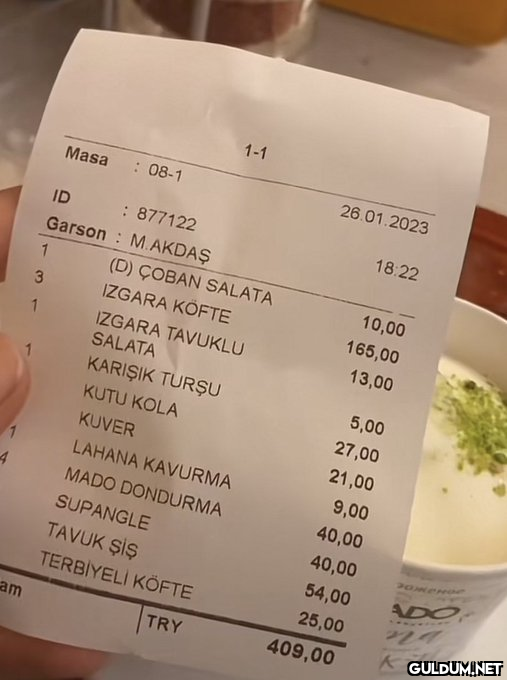 1-1
Masa : 08-1 26.01.2023
ID : 877122
Garson : M.AKDAŞ 18:22
1 (D) ÇOBAN SALATA 10,00
3 IZGARA KÖFTE 165,00
1 IZGARA TAVUKLU 13,00
SALATA
1 KARIŞIK TURŞU 5,00
KUTU KOLA 27,00
KUVER 21,00
1 LAHANA KAVURMA 9,00
4 MADO DONDURMA 40,00
SUPANGLE 40,00
TAVUK ŞİŞ 54,00
TERBİYELİ KÖFTE 25,00
am TRY 409,00
ADO
GULDUM.NET